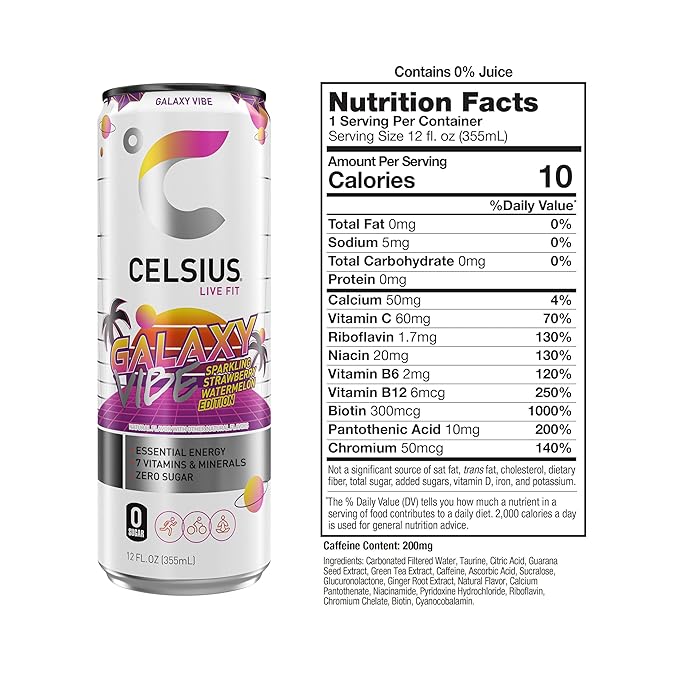 GALAXY VIBE
CELSIUS
LIVE FIT
GALAXY
VIBE
SPARKLING
STRAWBERRY
WATERMELON
EDITION
NATURAL FLAVOR WITH OTHER NATURAL FLAVORS
ESSENTIAL ENERGY
7 VITAMINS & MINERALS
ZERO SUGAR
0
SUGAR
12 FL. OZ (355mL)
Contains 0% Juice
Nutrition Facts
1 Serving Per Container
Serving Size 12 fl. oz (355mL)
Amount Per Serving
Calories 10
%Daily Value*
Total Fat 0mg 0%
Sodium 5mg 0%
Total Carbohydrate 0mg 0%
Protein 0mg
Calcium 50mg 4%
Vitamin C 60mg 70%
Riboflavin 1.7mg 130%
Niacin 20mg 130%
Vitamin B6 2mg 120%
Vitamin B12 6mcg 250%
Biotin 300mcg 1000%
Pantothenic Acid 10mg 200%
Chromium 50mcg 140%
Not a significant source of sat fat, trans fat, cholesterol, dietary
fiber, total sugar, added sugars, vitamin D, iron, and potassium.
*The % Daily Value (DV) tells you how much a nutrient in a
serving of food contributes to a daily diet. 2,000 calories a day
is used for general nutrition advice.
Caffeine Content: 200mg
Ingredients: Carbonated Filtered Water, Taurine, Citric Acid, Guarana
Seed Extract, Green Tea Extract, Caffeine, Ascorbic Acid, Sucralose,
Glucuronolactone, Ginger Root Extract, Natural Flavor, Calcium
Pantothenate, Niacinamide, Pyridoxine Hydrochloride, Riboflavin,
Chromium Chelate, Biotin, Cyanocobalamin.